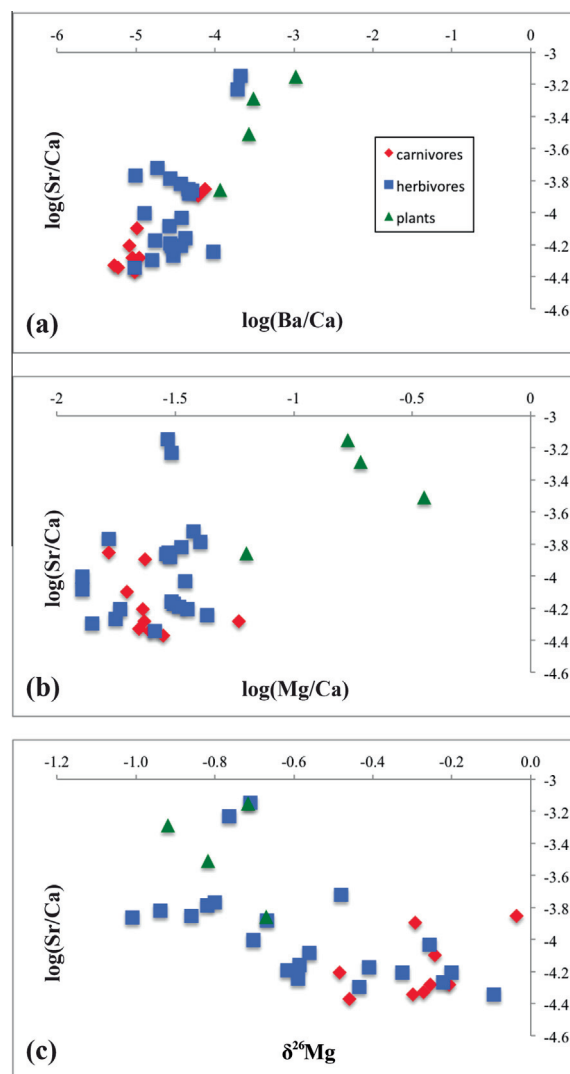 -6 -5 -4 -3 -2 -1 0
-3
-3.2
-3.4
-3.6
-3.8
-4
-4.2
-4.4
-4.6
log(Sr/Ca)
carnivores
herbivores
plants
(a)
log(Ba/Ca)
-2 -1.5 -1 -0.5 0
-3
-3.2
-3.4
-3.6
-3.8
-4
-4.2
-4.4
-4.6
log(Sr/Ca)
(b)
log(Mg/Ca)
-1.2 -1.0 -0.8 -0.6 -0.4 -0.2 0.0
-3
-3.2
-3.4
-3.6
-3.8
-4
-4.2
-4.4
-4.6
log(Sr/Ca)
(c)
δ²⁶Mg